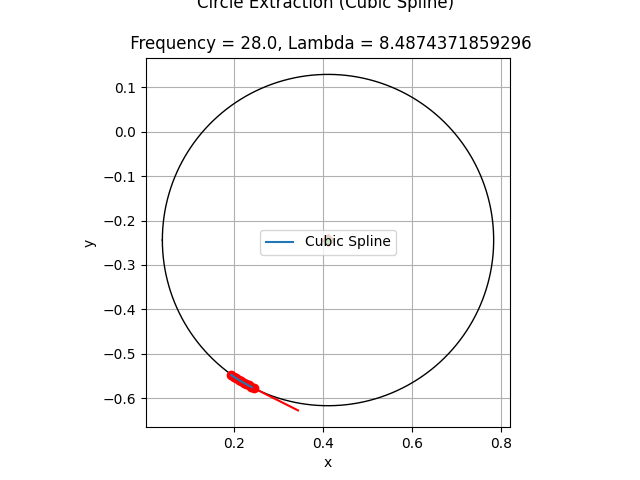 Circle Extraction (Cubic Spline)
Frequency = 28.0, Lambda = 8.4874371859296
0.1
0.0
−0.1
−0.2
−0.3
−0.4
−0.5
−0.6
y
Cubic Spline
0.2
0.4
0.6
0.8
x